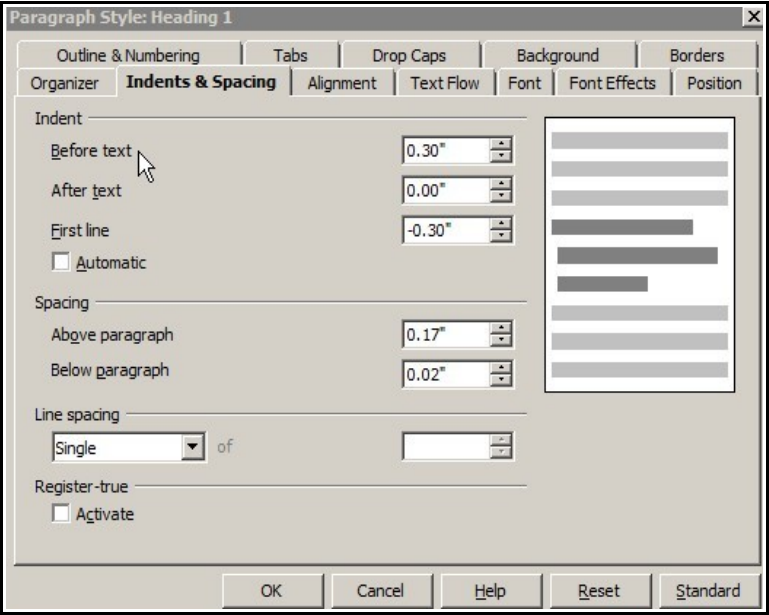 Paragraph Style: Heading 1
Outline & Numbering Tabs Drop Caps Background Borders
Organizer Indents & Spacing Alignment Text Flow Font Font Effects Position
Indent
Before text 0.30"
After text 0.00"
First line -0.30"
Automatic
Spacing
Above paragraph 0.17"
Below paragraph 0.02"
Line spacing
Single of
Register-true
Activate
OK Cancel Help Reset Standard